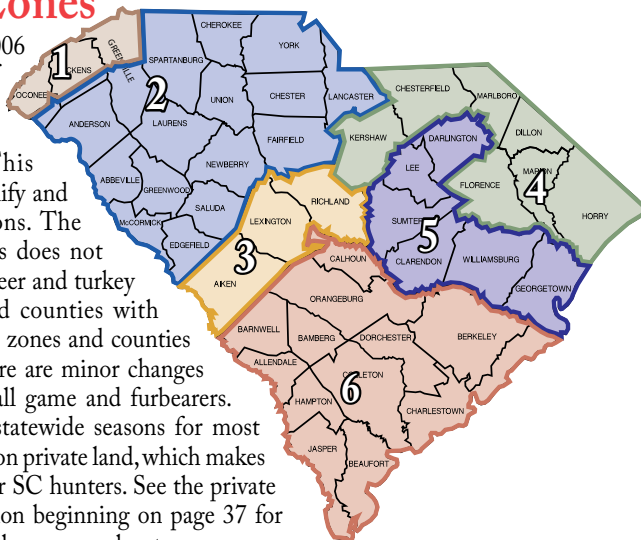 Zones
006
This
ify and
ons. The
s does not
eer and turkey
d counties with
zones and counties
re are minor changes
all game and furbearers.
statewide seasons for most
on private land, which makes
r SC hunters. See the private
on beginning on page 37 for
1
2
3
4
5
6
OCONEE
CKENS
GREENVILLE
CHEROKEE
SPARTANBURG
YORK
UNION
CHESTER
LANCASTER
ANDERSON
LAURENS
FAIRFIELD
NEWBERRY
ABBEVILLE
GREENWOOD
SALUDA
McCORMICK
EDGEFIELD
CHESTERFIELD
MARLBORO
KERSHAW
DARLINGTON
DILLON
LEE
MARION
FLORENCE
HORRY
RICHLAND
LEXINGTON
SUMTER
AIKEN
CALHOUN
CLARENDON
WILLIAMSBURG
GEORGETOWN
ORANGEBURG
BARNWELL
BAMBERG
DORCHESTER
BERKELEY
ALLENDALE
COLLETON
HAMPTON
CHARLESTOWN
JASPER
BEAUFORT